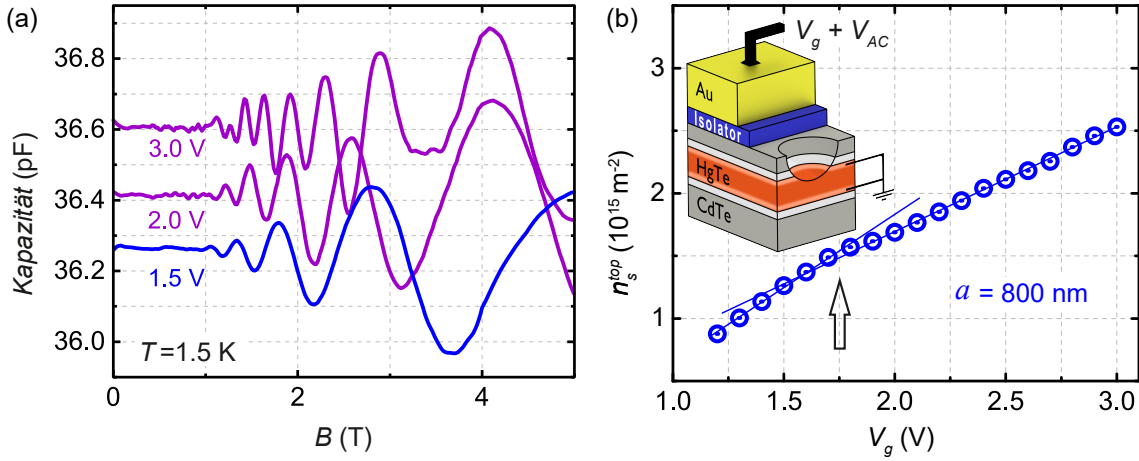 (a)
36.8
36.6
36.4
36.2
36.0
Kapazität (pF)
3.0 V
2.0 V
1.5 V
T=1.5 K
0
2
4
B (T)
(b)
3
2
1
n_s^top (10^15 m^-2)
V_g + V_AC
Au
Isolator
HgTe
CdTe
a = 800 nm
1.0
1.5
2.0
2.5
3.0
V_g (V)